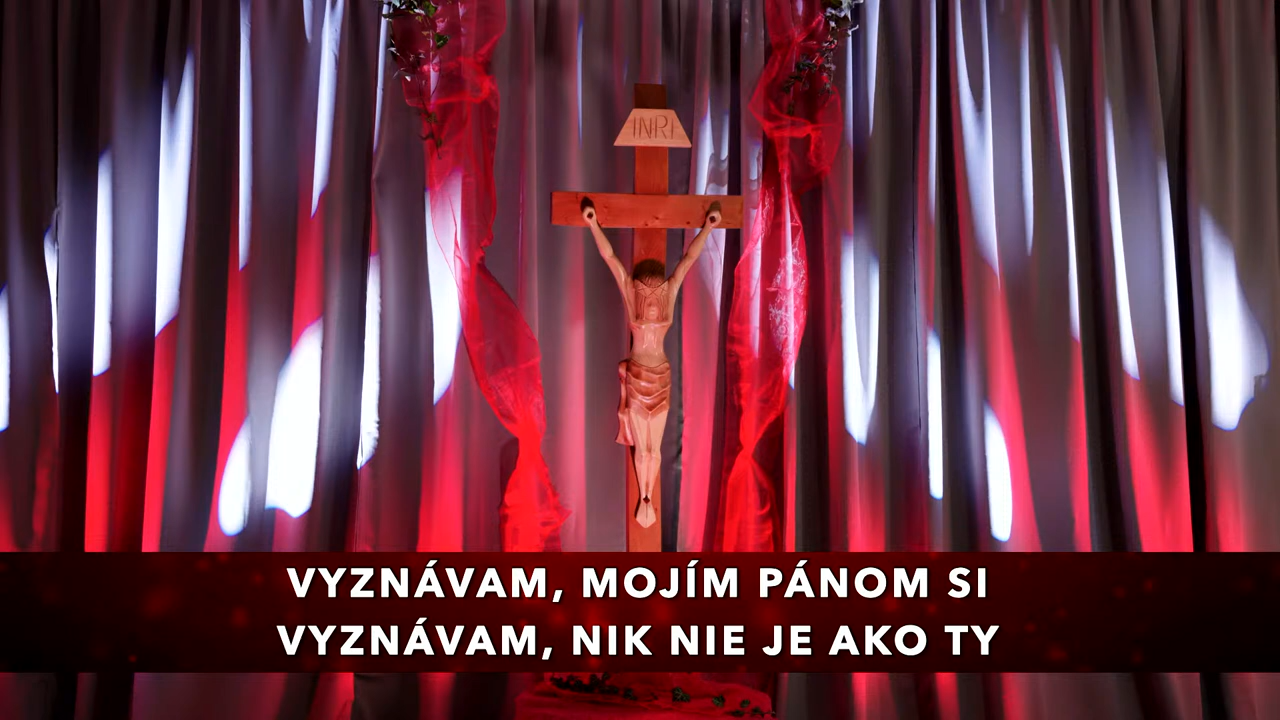 INRI
VYZNÁVAM, MOJÍM PÁNOM SI
VYZNÁVAM, NIK NIE JE AKO TY